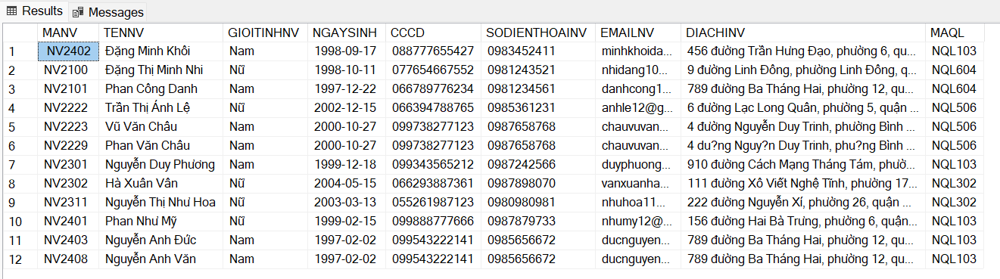 Results Messages
MANV TENNV GIOITINHNV NGAYSINH CCCD SODIENTHOAINV EMAILNV DIACHINV MAQL
1 NV2402 Đặng Minh Khôi Nam 1998-09-17 088777655427 0983452411 minhkhoida... 456 đường Trần Hưng Đạo, phường 6, qu... NQL103
2 NV2100 Đặng Thị Minh Nhi Nữ 1998-10-11 077654667552 0981243521 nhidang10... 9 đường Linh Đông, phường Linh Đông, q... NQL604
3 NV2101 Phan Công Danh Nam 1997-12-22 066789776234 0981234561 danhcong1... 789 đường Ba Tháng Hai, phường 12, qu... NQL604
4 NV2222 Trần Thị Ánh Lệ Nữ 2002-12-15 066394788765 0985361231 anhle12@g... 6 đường Lạc Long Quân, phường 5, quận ... NQL506
5 NV2223 Vũ Văn Châu Nam 2000-10-27 099738277123 0987658768 chauvuvan... 4 đường Nguyễn Duy Trinh, phường Bình ... NQL506
6 NV2229 Phan Văn Châu Nam 2000-10-27 099738277123 0987658768 chauvuvan... 4 du?ng Nguy?n Duy Trinh, phu?ng Bình ... NQL506
7 NV2301 Nguyễn Duy Phương Nam 1999-12-18 099343565212 0987242566 duyphuong... 910 đường Cách Mạng Tháng Tám, phườ... NQL103
8 NV2302 Hà Xuân Vân Nữ 2004-05-15 066293887361 0987898070 vanxuanha... 111 đường Xô Viết Nghệ Tĩnh, phường 17... NQL302
9 NV2311 Nguyễn Thị Như Hoa Nữ 2003-03-13 055261987123 0980980981 nhuhoa11... 222 đường Nguyễn Xí, phường 26, quận ... NQL302
10 NV2401 Phan Như Mỹ Nữ 1999-02-15 099888777666 0987879733 nhumy12@... 156 đường Hai Bà Trưng, phường 6, quận... NQL103
11 NV2403 Nguyễn Anh Đức Nam 1997-02-02 099543222141 0985656672 ducnguyen... 789 đường Ba Tháng Hai, phường 12, qu... NQL103
12 NV2408 Nguyễn Anh Văn Nam 1997-02-02 099543222141 0985656672 ducnguyen... 789 đường Ba Tháng Hai, phường 12, qu... NQL103